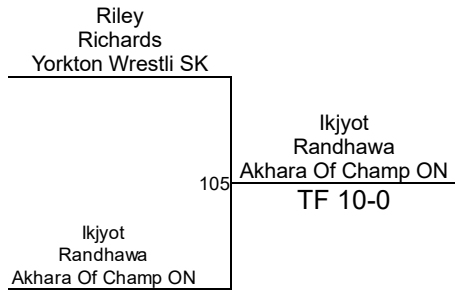 Riley
Richards
Yorkton Wrestli SK
Ikjyot
Randhawa
Akhara Of Champ ON
105
TF 10-0
Ikjyot
Randhawa
Akhara Of Champ ON